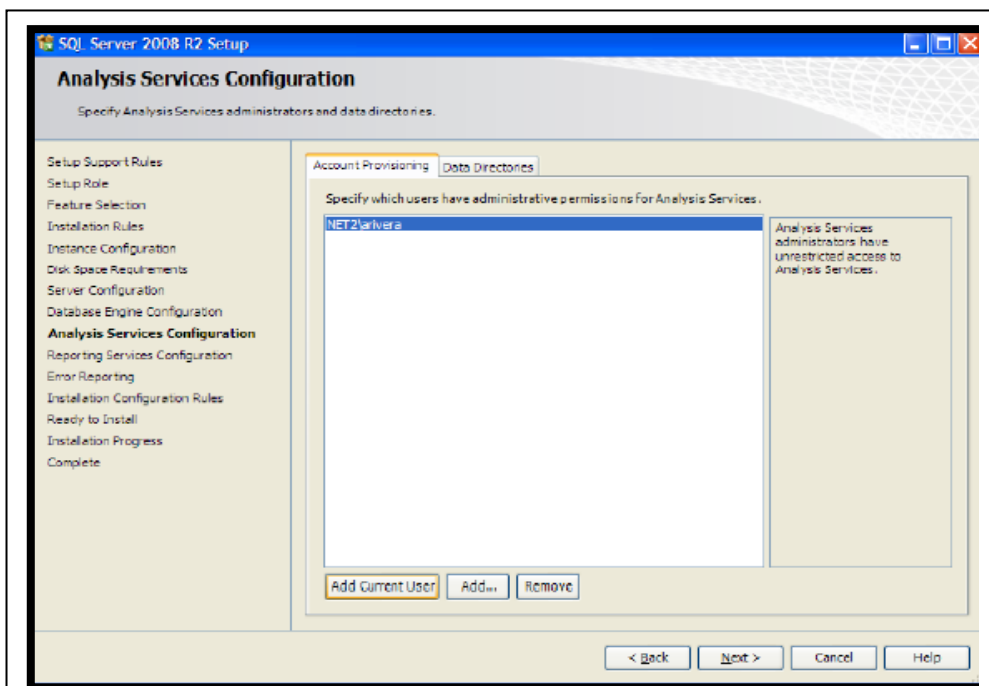 SQL Server 2008 R2 Setup
Analysis Services Configuration
Specify Analysis Services administrators and data directories.
Setup Support Rules
Setup Role
Feature Selection
Installation Rules
Instance Configuration
Disk Space Requirements
Server Configuration
Database Engine Configuration
Analysis Services Configuration
Reporting Services Configuration
Error Reporting
Installation Configuration Rules
Ready to Install
Installation Progress
Complete
Account Provisioning Data Directories
Specify which users have administrative permissions for Analysis Services.
NET2\arivera
Analysis Services
administrators have
unrestricted access to
Analysis Services.
Add Current User Add... Remove
< Back Next > Cancel Help